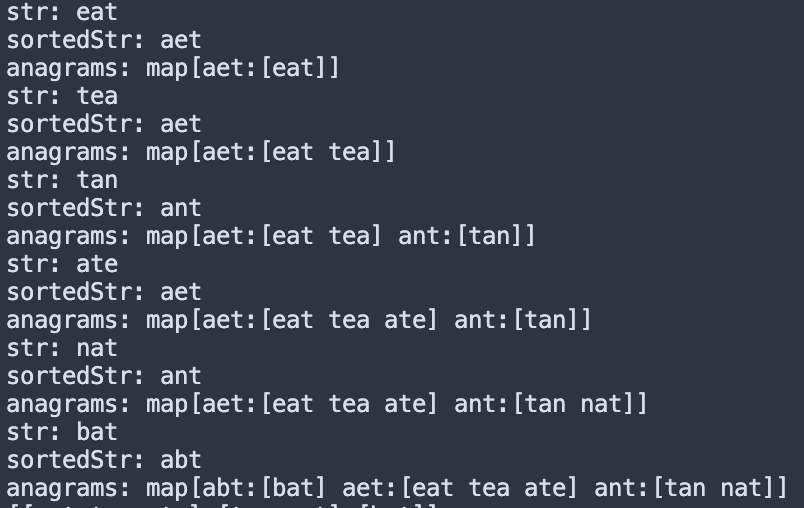 str: eat
sortedStr: aet
anagrams: map[aet:[eat]]
str: tea
sortedStr: aet
anagrams: map[aet:[eat tea]]
str: tan
sortedStr: ant
anagrams: map[aet:[eat tea] ant:[tan]]
str: ate
sortedStr: aet
anagrams: map[aet:[eat tea ate] ant:[tan]]
str: nat
sortedStr: ant
anagrams: map[aet:[eat tea ate] ant:[tan nat]]
str: bat
sortedStr: abt
anagrams: map[abt:[bat] aet:[eat tea ate] ant:[tan nat]]